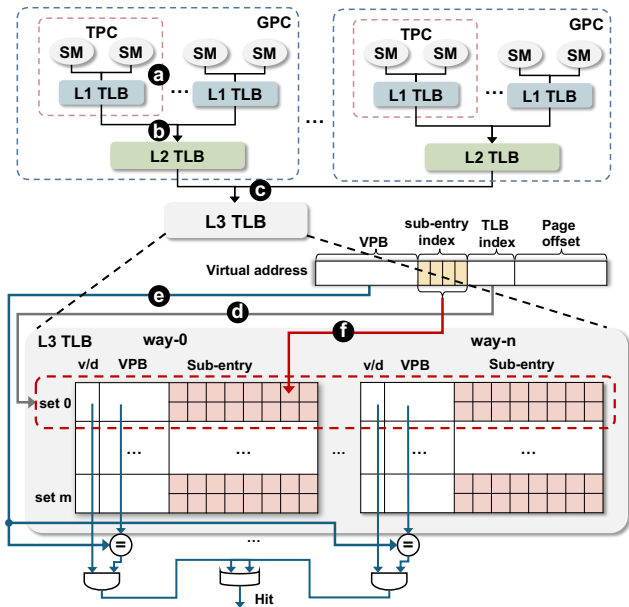 GPC
TPC
SM SM
a
SM SM
L1 TLB
...
L1 TLB
b
L2 TLB
...
GPC
TPC
SM SM
SM SM
L1 TLB
...
L1 TLB
L2 TLB
c
L3 TLB
VPB
sub-entry
index
TLB
index
Page
offset
Virtual address
e
d
f
L3 TLB
way-0
way-n
v/d VPB Sub-entry
v/d VPB Sub-entry
set 0
... ...
...
... ...
set m
=
...
=
Hit